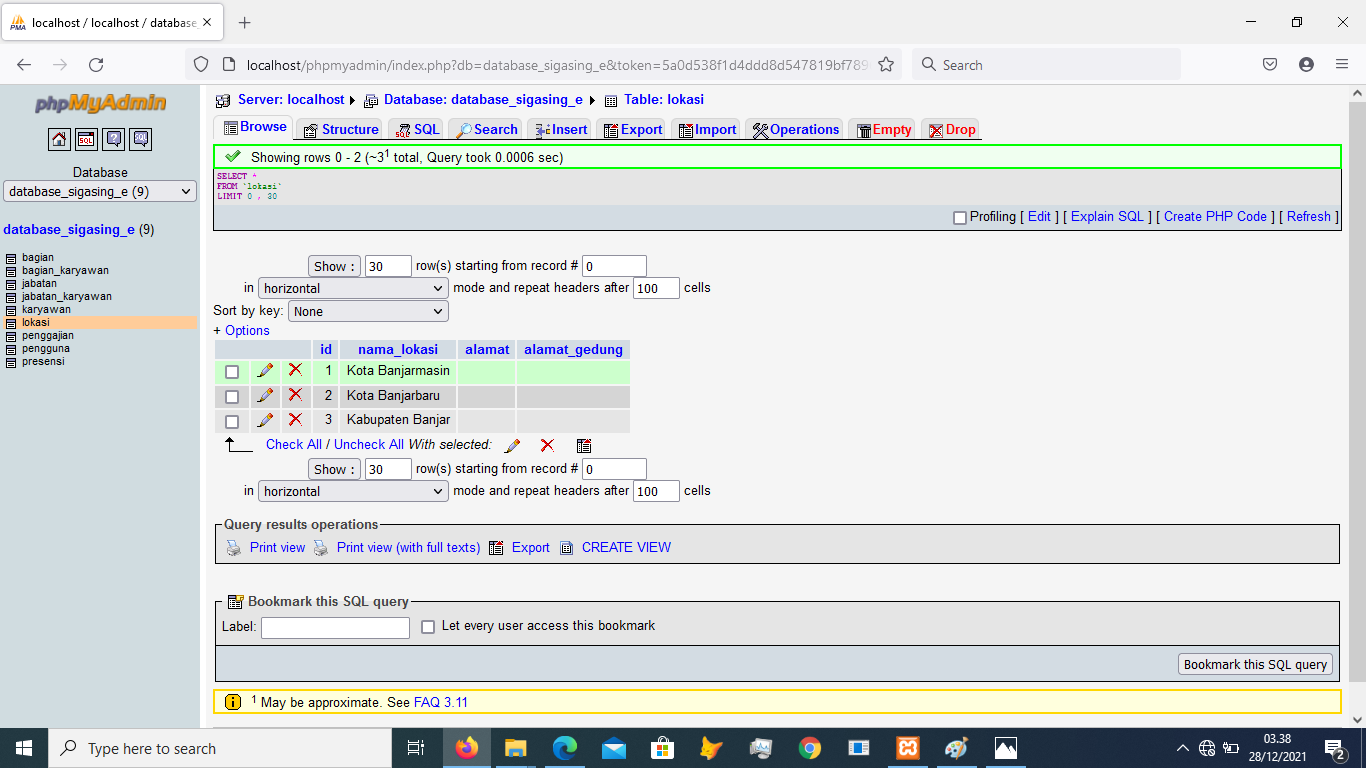 localhost / localhost / database_
localhost/phpmyadmin/index.php?db=database_sigasing_e&token=5a0d538f1d4ddd8d547819bf789
Search
phpMyAdmin
Database
database_sigasing_e (9)
database_sigasing_e (9)
bagian
bagian_karyawan
jabatan
jabatan_karyawan
karyawan
lokasi
penggajian
pengguna
presensi
Server: localhost Database: database_sigasing_e Table: lokasi
Browse Structure SQL Search Insert Export Import Operations Empty Drop
Showing rows 0 - 2 (~3¹ total, Query took 0.0006 sec)
SELECT *
FROM `lokasi`
LIMIT 0 , 30
Profiling [ Edit ] [ Explain SQL ] [ Create PHP Code ] [ Refresh ]
Show : 30 row(s) starting from record # 0
in horizontal mode and repeat headers after 100 cells
Sort by key: None
+ Options
id nama_lokasi alamat alamat_gedung
1 Kota Banjarmasin
2 Kota Banjarbaru
3 Kabupaten Banjar
Check All / Uncheck All With selected:
Show : 30 row(s) starting from record # 0
in horizontal mode and repeat headers after 100 cells
Query results operations
Print view Print view (with full texts) Export CREATE VIEW
Bookmark this SQL query
Label: Let every user access this bookmark
Bookmark this SQL query
¹ May be approximate. See FAQ 3.11
Type here to search
03.38
28/12/2021
2